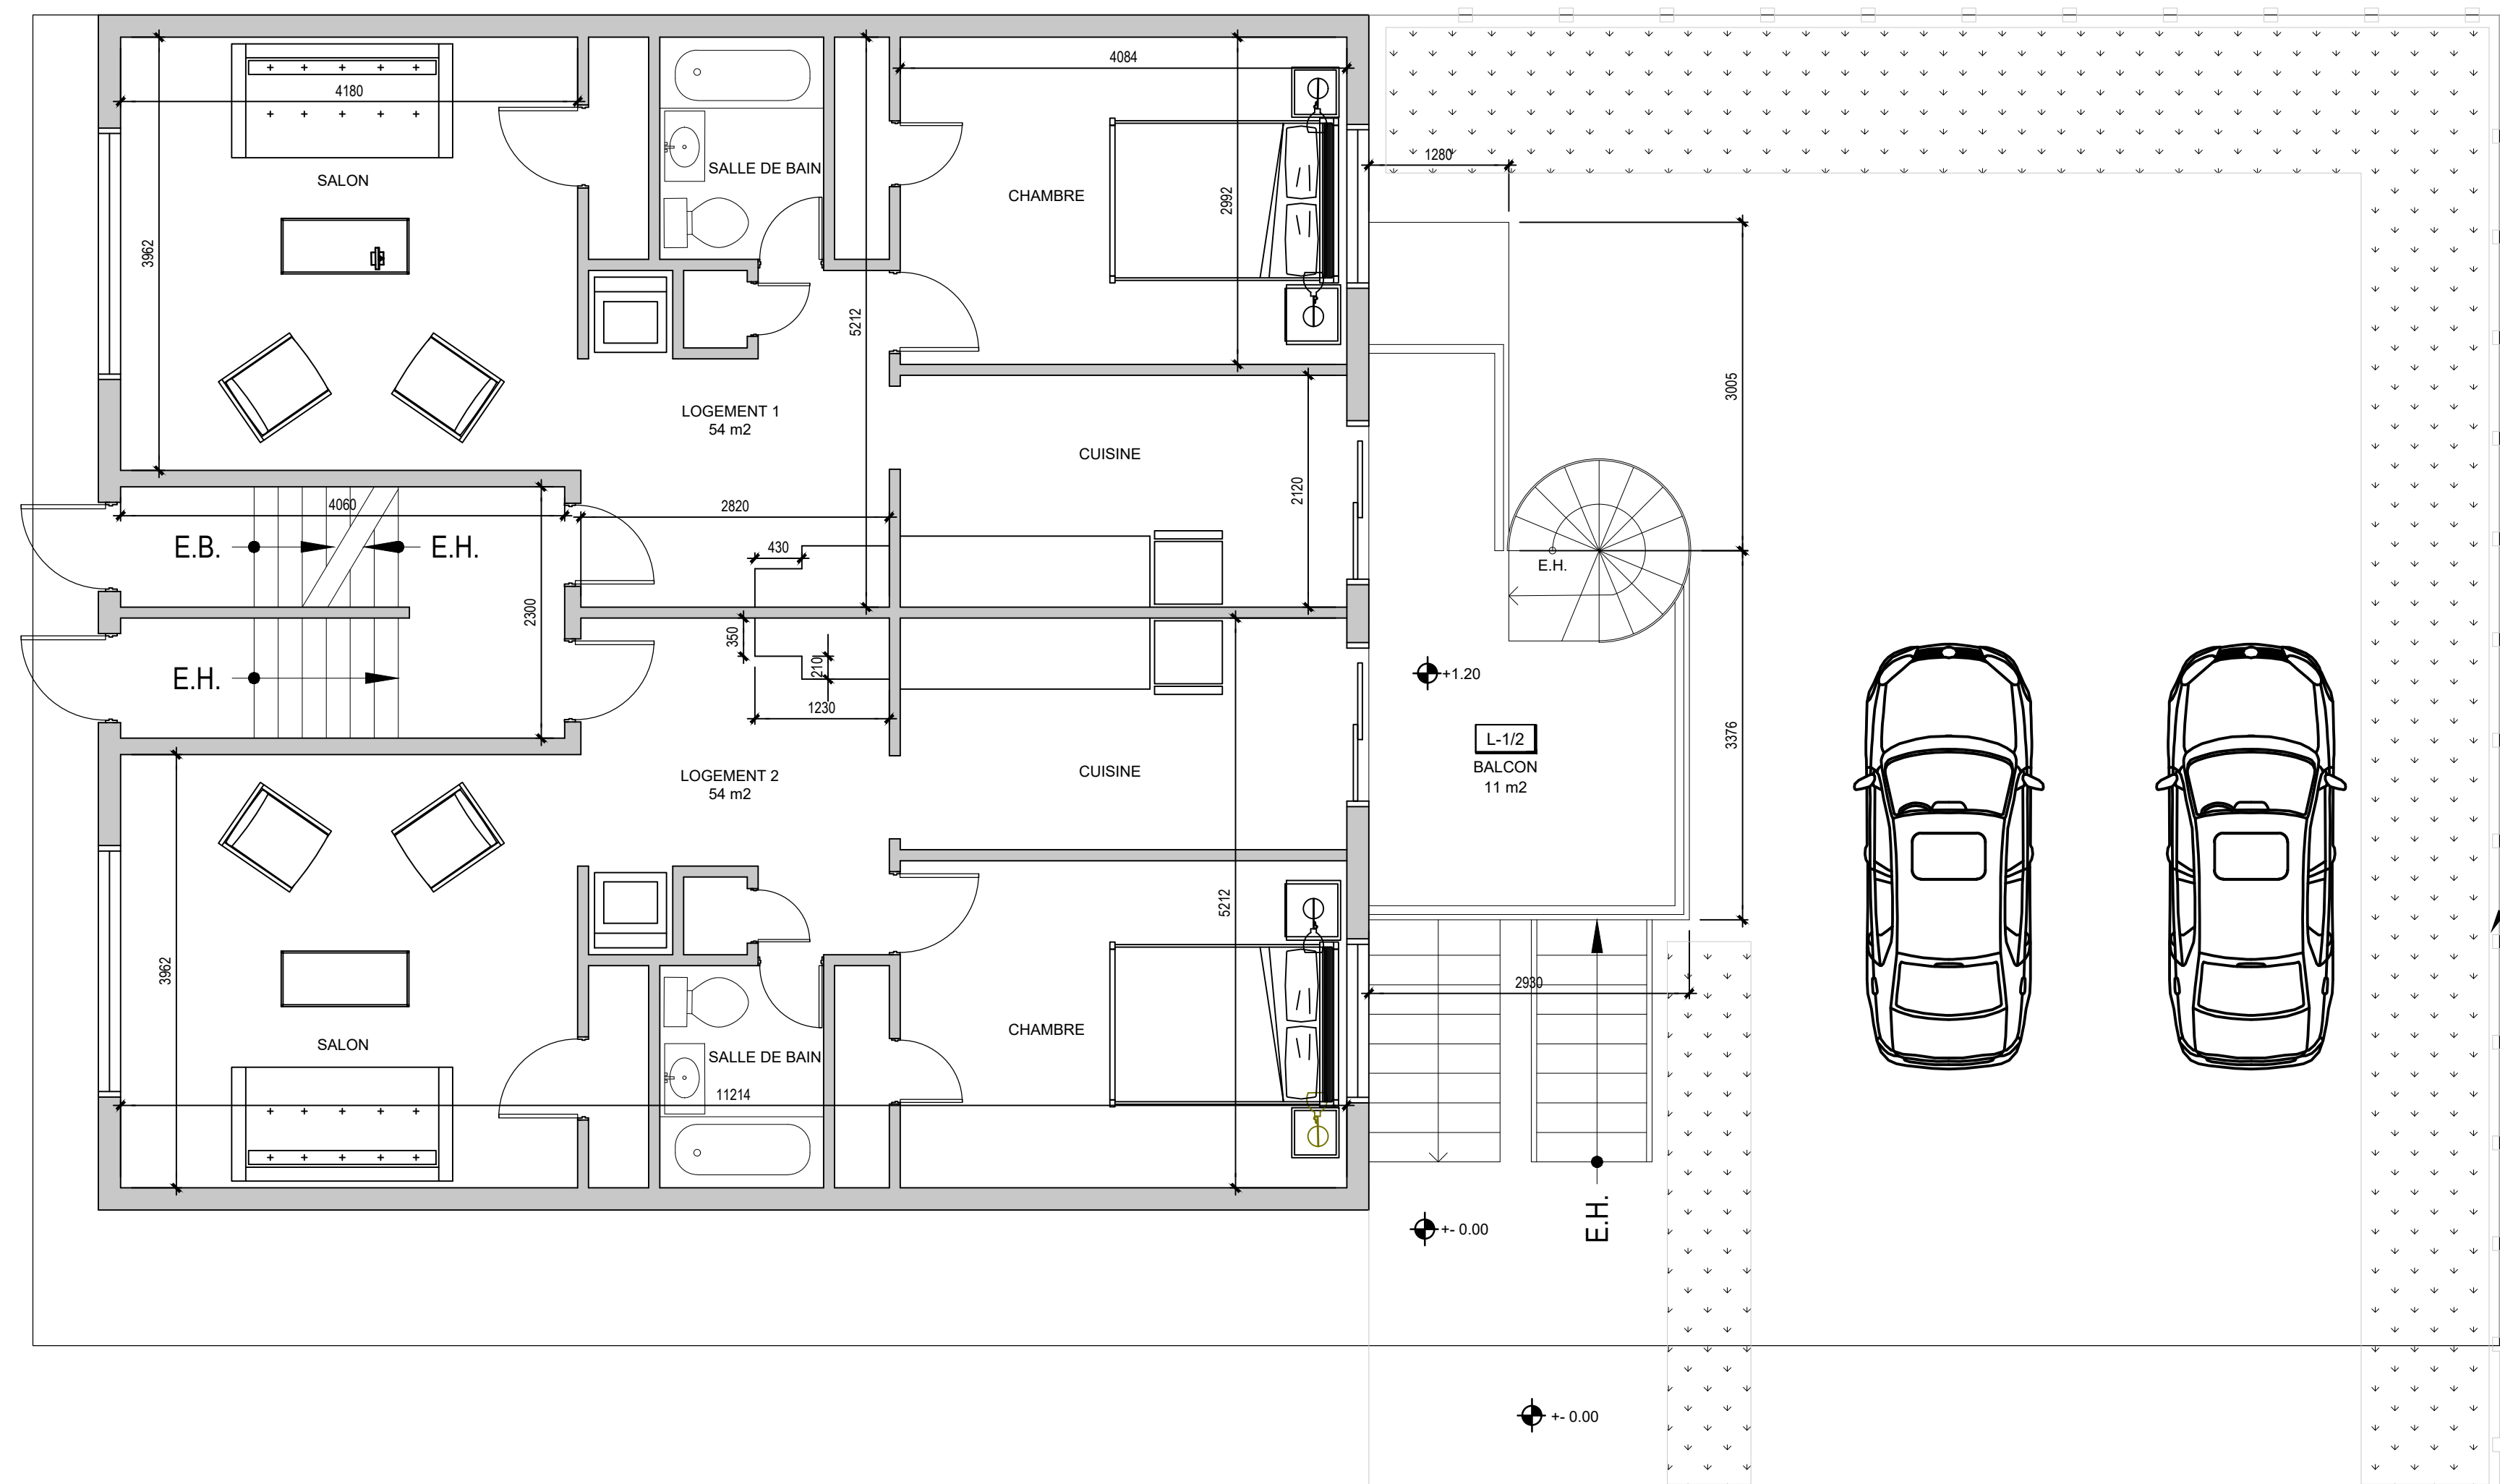 4180
SALON
3962
SALLE DE BAIN
5212
4084
CHAMBRE
2992
1280
3005
LOGEMENT 1
54 m2
CUISINE
2120
4060
E.B.
E.H.
2820
430
2300
E.H.
E.H.
350
210
1230
+1.20
L-1/2
BALCON
11 m2
3376
LOGEMENT 2
54 m2
CUISINE
3962
SALON
SALLE DE BAIN
11214
CHAMBRE
5212
2930
E.H.
+- 0.00
+- 0.00